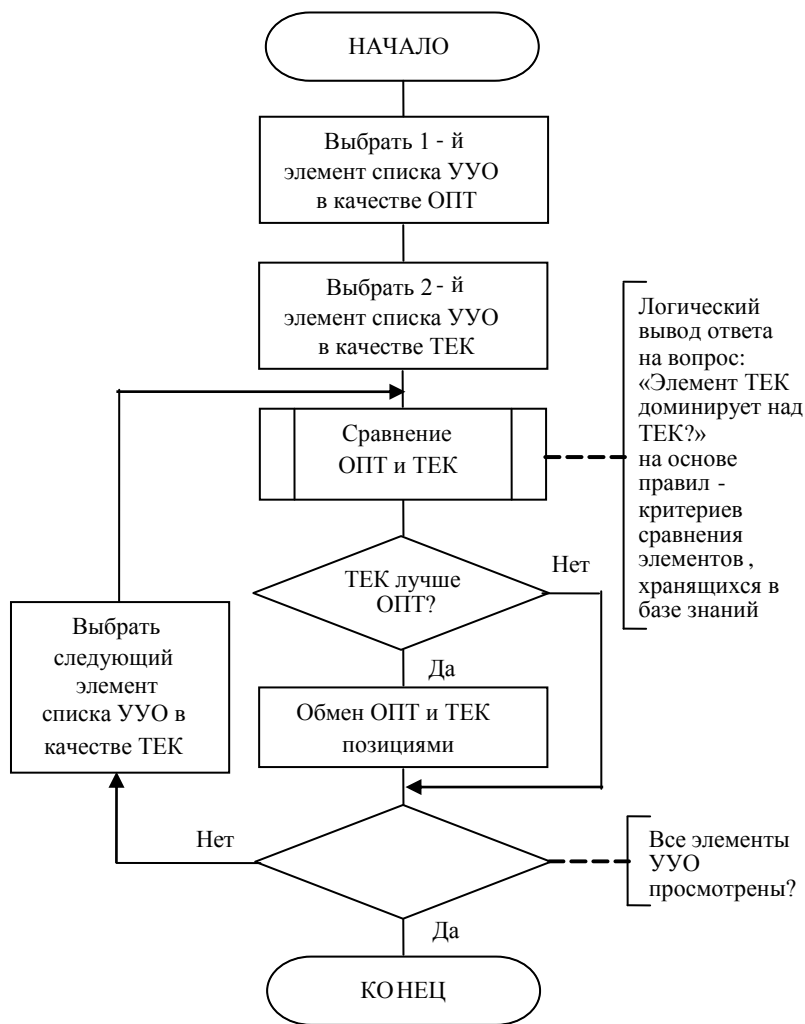 НАЧАЛО
Выбрать 1 - й
элемент списка УУО
в качестве ОПТ
Выбрать 2 - й
элемент списка УУО
в качестве ТЕК
Логический
вывод ответа
на вопрос:
«Элемент ТЕК
доминирует над
ТЕК?»
на основе
правил -
критериев
сравнения
элементов ,
хранящихся в
базе знаний
Сравнение
ОПТ и ТЕК
ТЕК лучше
ОПТ?
Нет
Да
Выбрать
следующий
элемент
списка УУО в
качестве ТЕК
Обмен ОПТ и ТЕК
позициями
Нет
Все элементы
УУО
просмотрены?
Да
КОНЕЦ